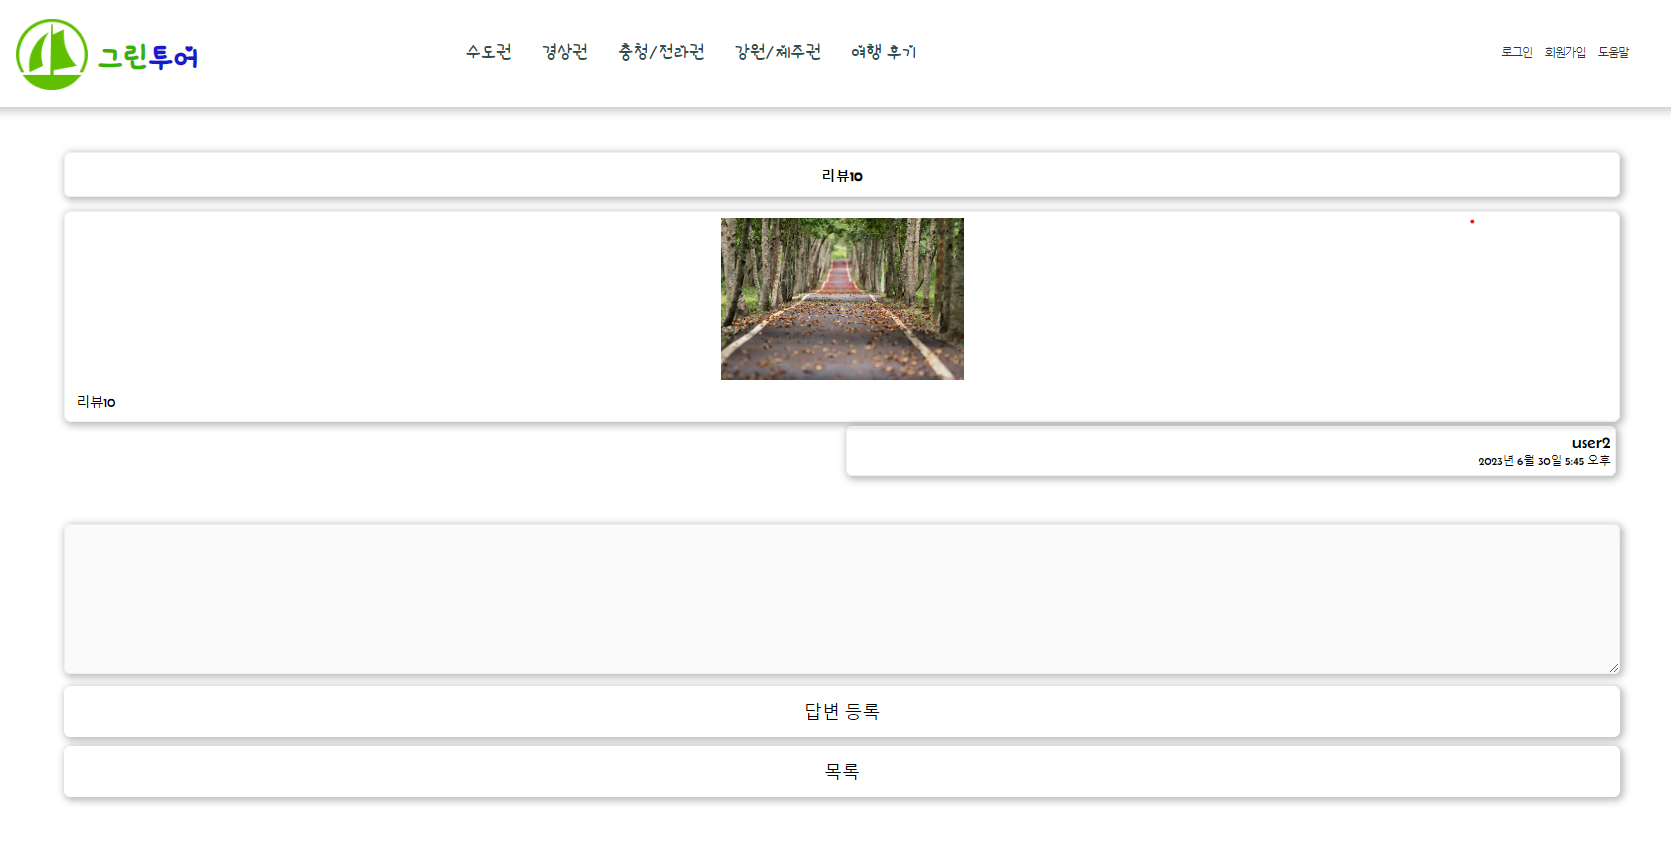 그린투어
수도권 경상권 충청/전라권 강원/제주권 여행 후기
로그인 회원가입 도움말
리뷰10
리뷰10
user2
2023년 6월 30일 5:45 오후
답변 등록
목록